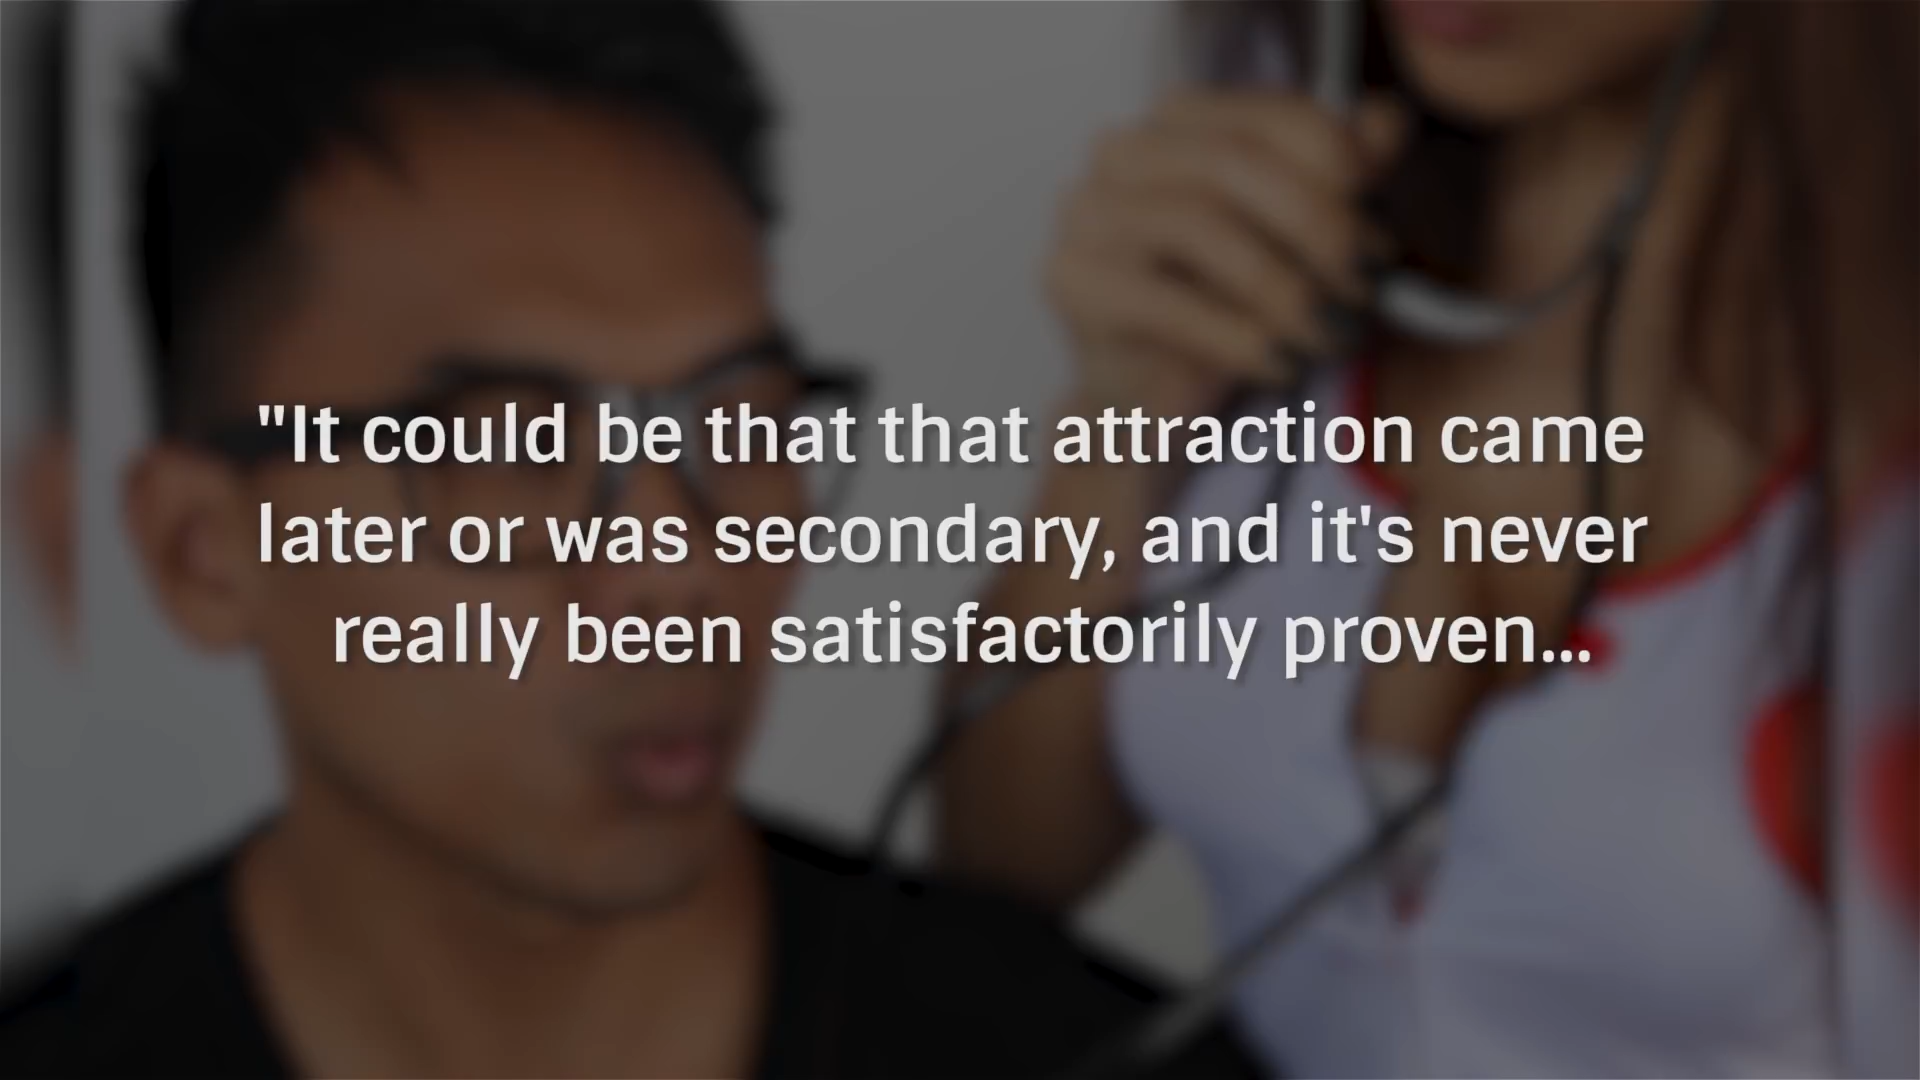 "It could be that that attraction came
later or was secondary, and it's never
really been satisfactorily proven...